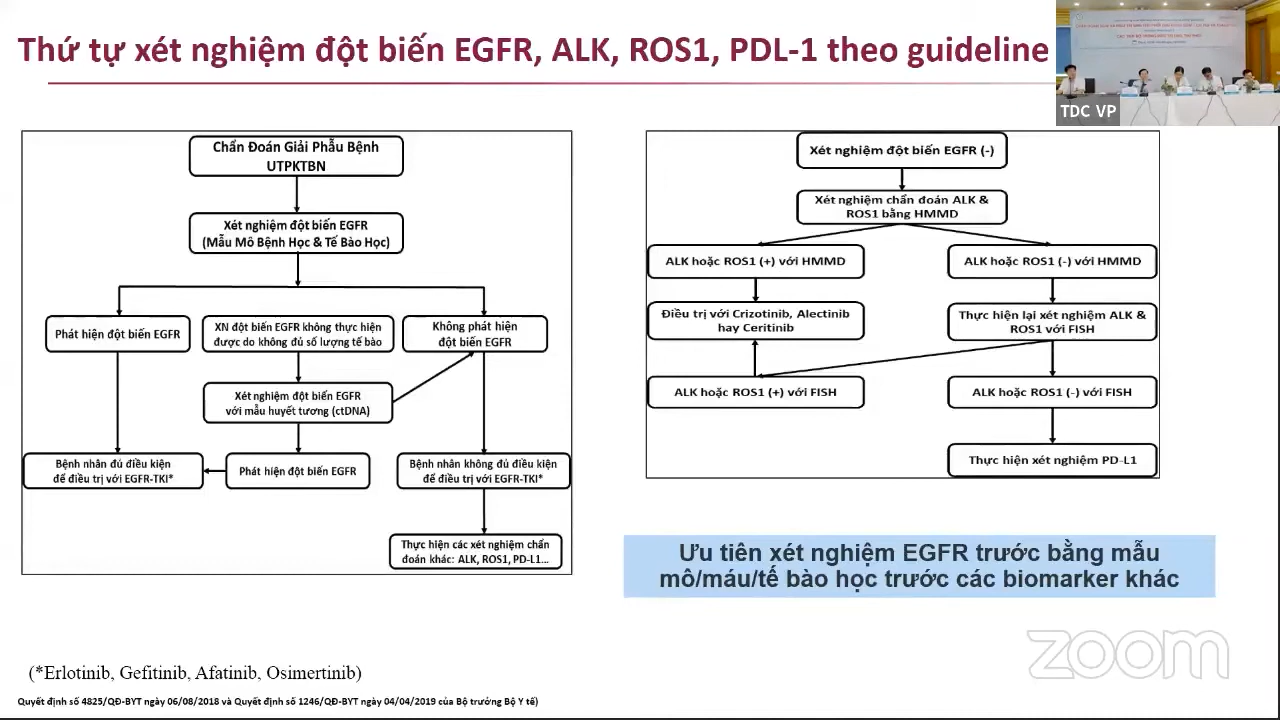 Thứ tự xét nghiệm đột biến EGFR, ALK, ROS1, PDL-1 theo guideline
TDC VP
Chẩn Đoán Giải Phẫu Bệnh
UTPKTBN
Xét nghiệm đột biến EGFR
(Mẫu Mô Bệnh Học & Tế Bào Học)
Phát hiện đột biến EGFR
XN đột biến EGFR không thực hiện
được do không đủ số lượng tế bào
Không phát hiện
đột biến EGFR
Xét nghiệm đột biến EGFR
với mẫu huyết tương (ctDNA)
Bệnh nhân đủ điều kiện
để điều trị với EGFR-TKI*
Phát hiện đột biến EGFR
Bệnh nhân không đủ điều kiện
để điều trị với EGFR-TKI*
Thực hiện các xét nghiệm chẩn
đoán khác: ALK, ROS1, PD-L1...
Xét nghiệm đột biến EGFR (-)
Xét nghiệm chẩn đoán ALK &
ROS1 bằng HMMD
ALK hoặc ROS1 (+) với HMMD
ALK hoặc ROS1 (-) với HMMD
Điều trị với Crizotinib, Alectinib
hay Ceritinib
Thực hiện lại xét nghiệm ALK &
ROS1 với FISH
ALK hoặc ROS1 (+) với FISH
ALK hoặc ROS1 (-) với FISH
Thực hiện xét nghiệm PD-L1
Ưu tiên xét nghiệm EGFR trước bằng mẫu
mô/máu/tế bào học trước các biomarker khác
zoom
(*Erlotinib, Gefitinib, Afatinib, Osimertinib)
Quyết định số 4825/QĐ-BYT ngày 06/08/2018 và Quyết định số 1246/QĐ-BYT ngày 04/04/2019 của Bộ trưởng Bộ Y tế)